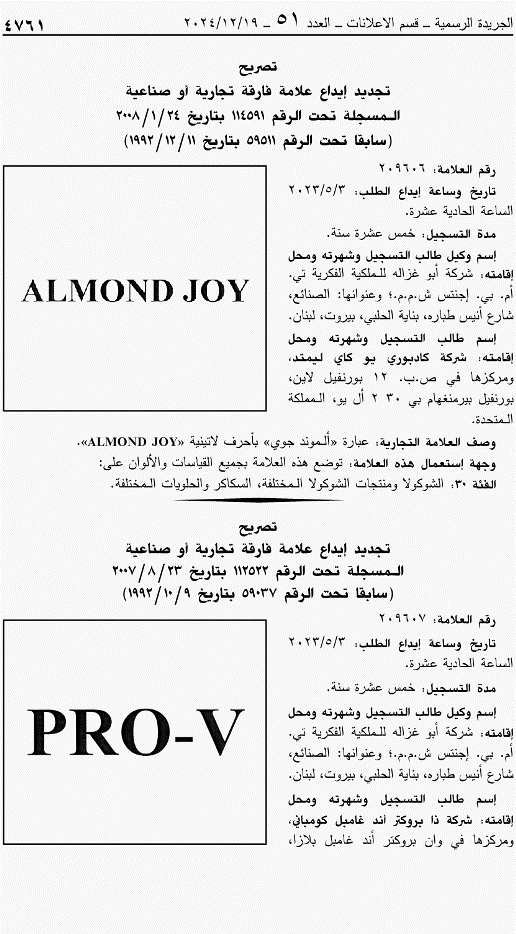 الجريدة الرسمية – قسم الاعلانات – العدد ٥١ – ٢٠٢٤/١٢/١٩
٤٧٦١
تصريح
تجديد إيداع علامة فارقة تجارية أو صناعية
المسجلة تحت الرقم ١١٤٥٩١ بتاريخ ٢٠٠٨/١/٢٤
(سابقا تحت الرقم ٥٩٥١١ بتاريخ ١٩٩٢/١٢/١١)
رقم العلامة: ٢٠٩٦٠٦
تاريخ وساعة إيداع الطلب: ٢٠٢٣/٥/٣
الساعة الحادية عشرة.
مدة التسجيل: خمس عشرة سنة.
إسم وكيل طالب التسجيل وشهرته ومحل
إقامته: شركة أبو غزاله للملكية الفكرية تي.
أم. بي. إجنتس ش.م.م.؛ وعنوانها: الصنائع،
شارع أنيس طباره، بناية الحلبي، بيروت، لبنان.
إسم طالب التسجيل وشهرته ومحل
إقامته: شركة كادبوري يو كاي ليمتد،
ومركزها في ص.ب. ١٢ بورنفيل لاين،
بورنفيل بيرمنغهام بي ٣٠ ٢ أل يو، المملكة
المتحدة.
ALMOND JOY
وصف العلامة التجارية: عبارة «ألموند جوي» بأحرف لاتينية «ALMOND JOY».
وجهة إستعمال هذه العلامة: توضع هذه العلامة بجميع القياسات والألوان على:
الفئة ٣٠: الشوكولا ومنتجات الشوكولا المختلفة، السكاكر والحلويات المختلفة.
تصريح
تجديد إيداع علامة فارقة تجارية أو صناعية
المسجلة تحت الرقم ١١٢٥٢٢ بتاريخ ٢٠٠٧/٨/٢٣
(سابقا تحت الرقم ٥٩٠٣٧ بتاريخ ١٩٩٢/١٠/٩)
رقم العلامة: ٢٠٩٦٠٧
تاريخ وساعة إيداع الطلب: ٢٠٢٣/٥/٣
الساعة الحادية عشرة.
مدة التسجيل: خمس عشرة سنة.
إسم وكيل طالب التسجيل وشهرته ومحل
إقامته: شركة أبو غزاله للملكية الفكرية تي.
أم. بي. إجنتس ش.م.م.؛ وعنوانها: الصنائع،
شارع أنيس طباره، بناية الحلبي، بيروت، لبنان.
إسم طالب التسجيل وشهرته ومحل
إقامته: شركة ذا بروكتر أند غامبل كومباني،
ومركزها في وان بروكتر أند غامبل بلازا،
PRO-V